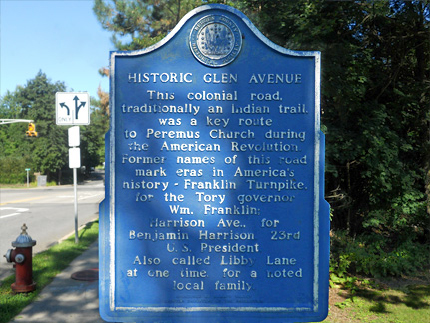 HISTORIC GLEN AVENUE
This colonial road,
traditionally an Indian trail
was a key route
to Peremus Church during
the American Revolution.
Former names of this road
mark eras in America's
history - Franklin Turnpike,
for the Tory governor
Wm. Franklin;
Harrison Ave., for
Benjamin Harrison 23rd
U. S. President
Also called Libby Lane
at one time for a noted
local family.